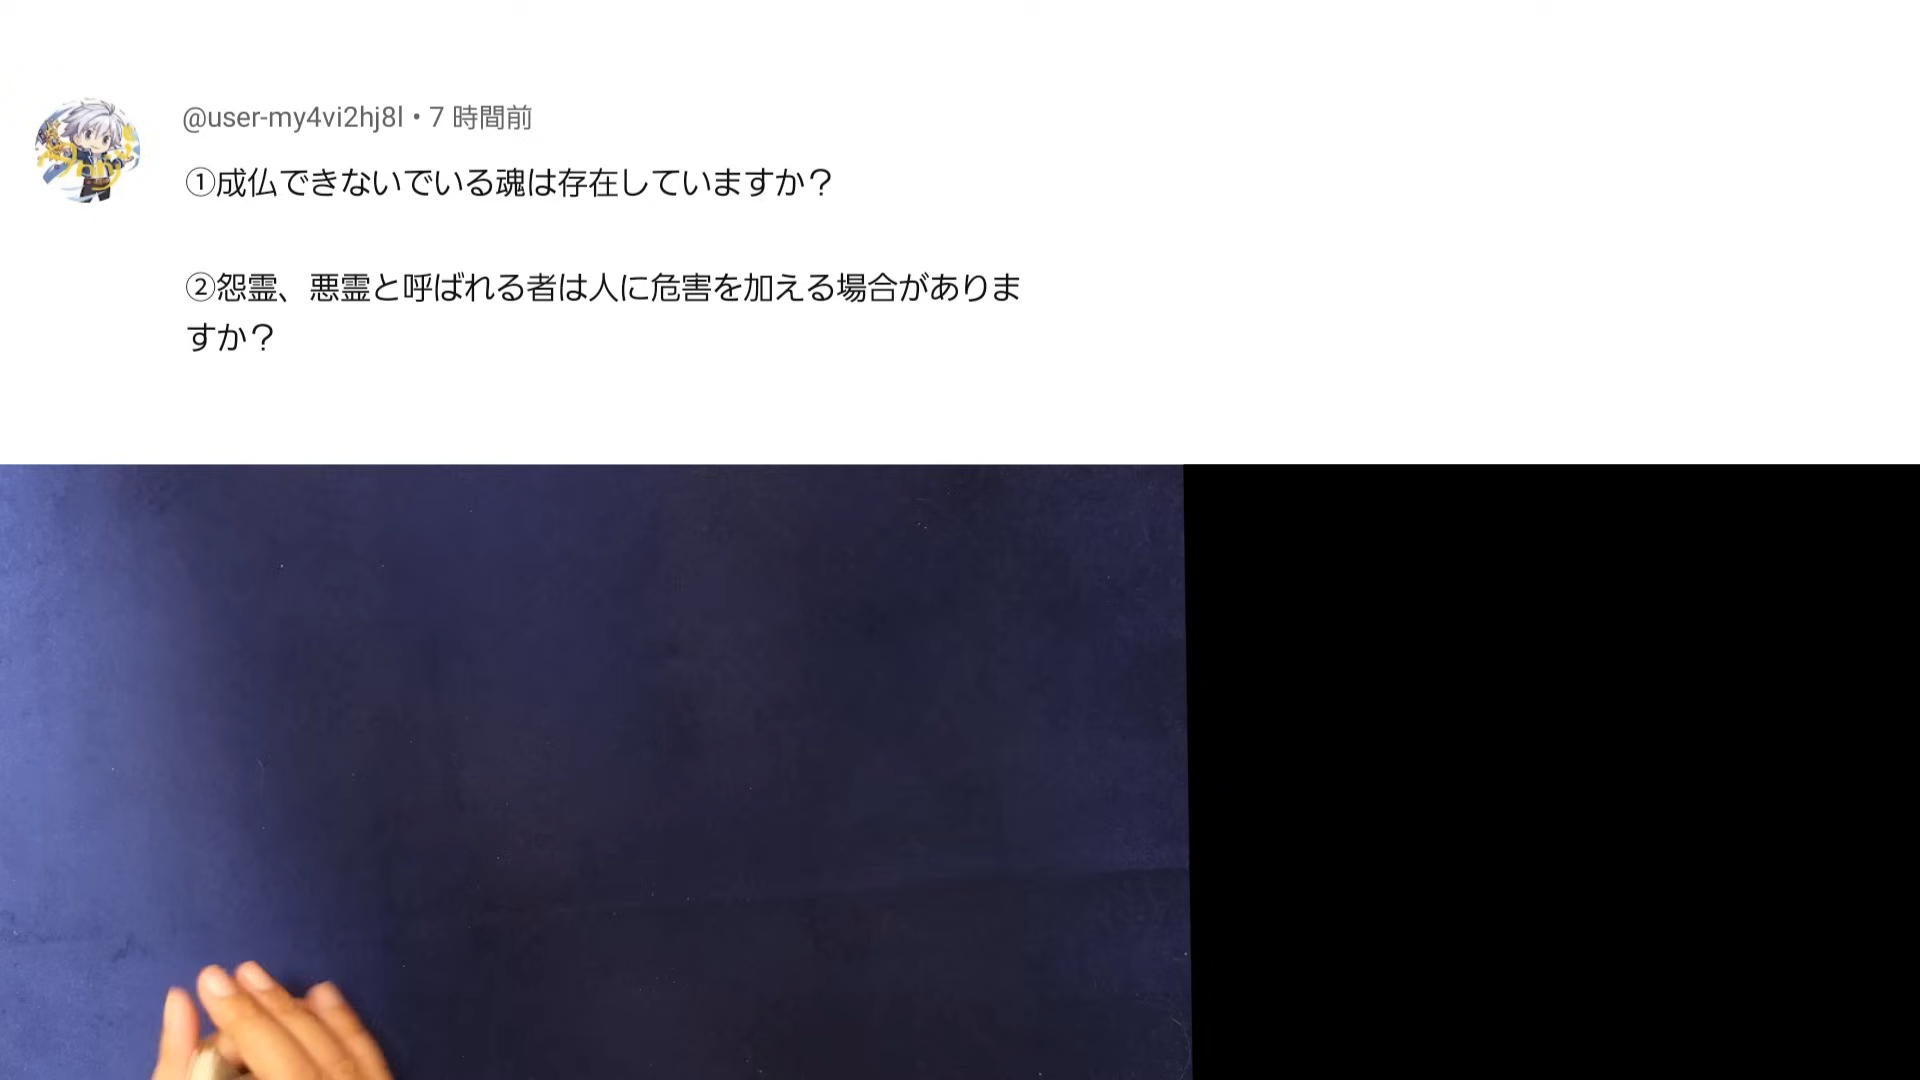 @user-my4vi2hj8l • 7 時間前
①成仏できないでいる魂は存在していますか？
②怨霊、悪霊と呼ばれる者は人に危害を加える場合がありま
すか？